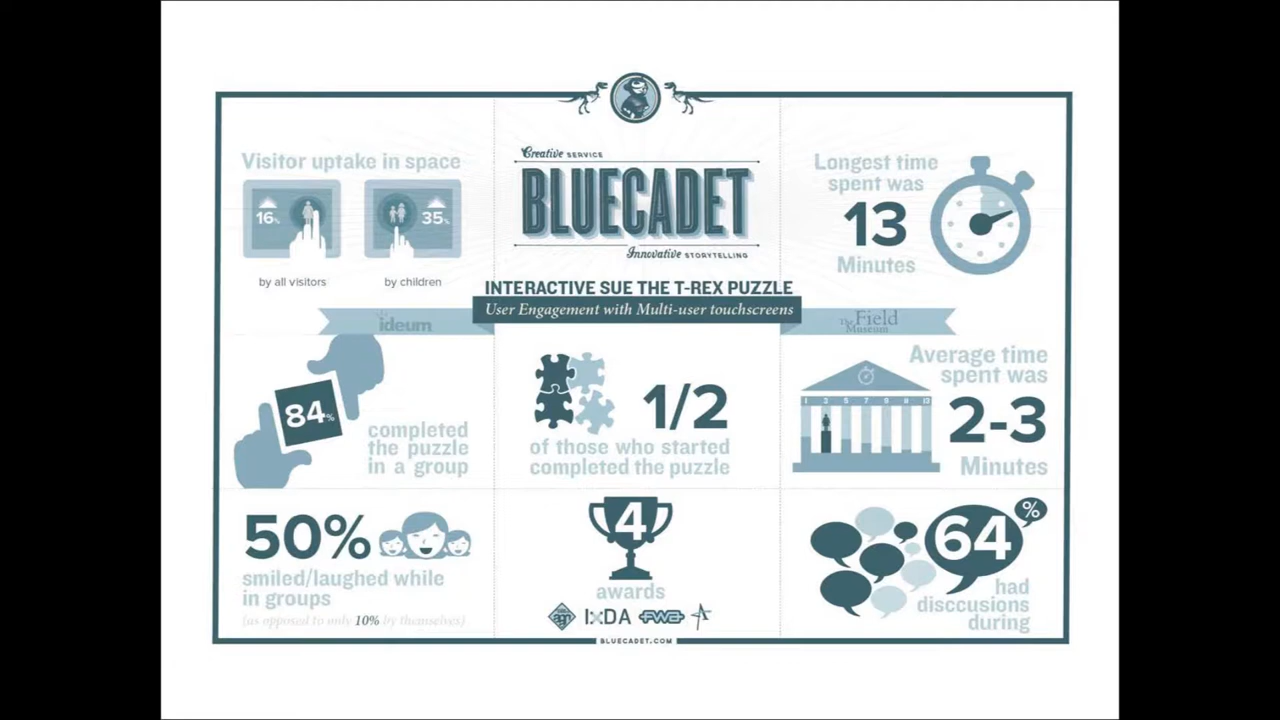 Visitor uptake in space
16%
35%
by all visitors
by children
Creative SERVICE
BLUECADET
Innovative STORYTELLING
INTERACTIVE SUE THE T-REX PUZZLE
User Engagement with Multi-user touchscreens
Longest time
spent was
13
Minutes
ideum
The Field
Museum
84%
completed
the puzzle
in a group
1/2
of those who started
completed the puzzle
Average time
spent was
2-3
Minutes
50%
smiled/laughed while
in groups
(as opposed to only 10% by themselves)
4
awards
IXDA FWA
BLUECADET.COM
64%
had
disccusions
during